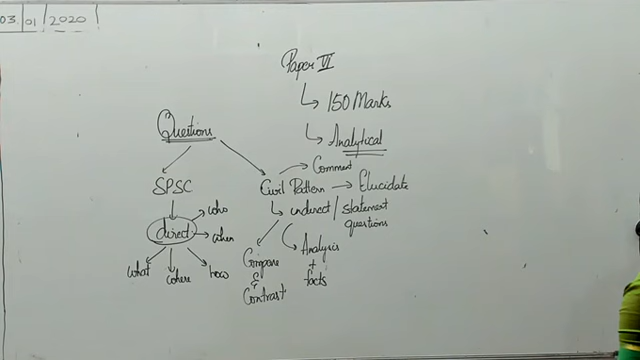 03 01 2020
Paper VI
150 Marks
Analytical
Questions
Comment
SPSC
Civil Pattern
Elucidate
indirect / statement
questions
direct
who
when
what
where
how
Analysis
+
facts
Compare
&
Contrast